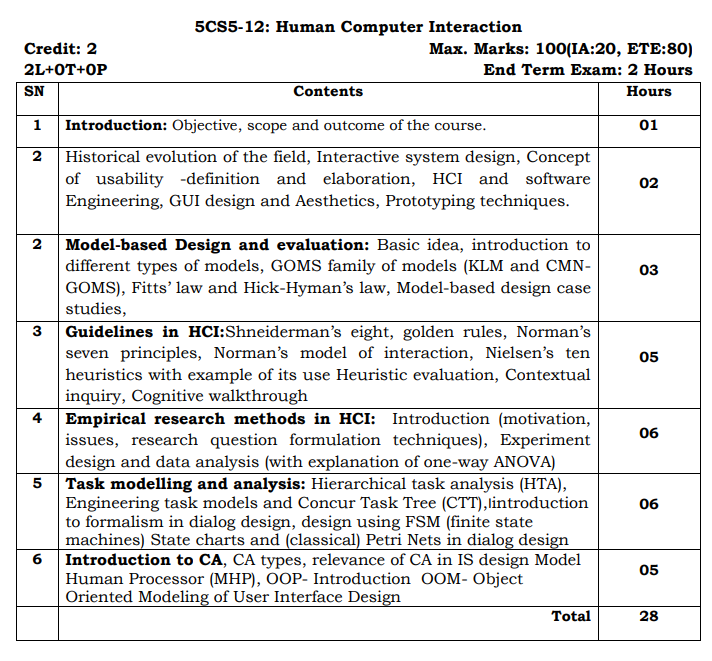 5CS5-12: Human Computer Interaction
Credit: 2 Max. Marks: 100(IA:20, ETE:80)
2L+0T+0P End Term Exam: 2 Hours
SN Contents Hours
1 Introduction: Objective, scope and outcome of the course. 01
2 Historical evolution of the field, Interactive system design, Concept
of usability -definition and elaboration, HCI and software
Engineering, GUI design and Aesthetics, Prototyping techniques.
02
2 Model-based Design and evaluation: Basic idea, introduction to
different types of models, GOMS family of models (KLM and CMN-
GOMS), Fitts’ law and Hick-Hyman’s law, Model-based design case
studies,
03
3 Guidelines in HCI:Shneiderman’s eight, golden rules, Norman’s
seven principles, Norman’s model of interaction, Nielsen’s ten
heuristics with example of its use Heuristic evaluation, Contextual
inquiry, Cognitive walkthrough
05
4 Empirical research methods in HCI: Introduction (motivation,
issues, research question formulation techniques), Experiment
design and data analysis (with explanation of one-way ANOVA)
06
5 Task modelling and analysis: Hierarchical task analysis (HTA),
Engineering task models and Concur Task Tree (CTT),Iintroduction
to formalism in dialog design, design using FSM (finite state
machines) State charts and (classical) Petri Nets in dialog design
06
6 Introduction to CA, CA types, relevance of CA in IS design Model
Human Processor (MHP), OOP- Introduction OOM- Object
Oriented Modeling of User Interface Design
05
Total 28